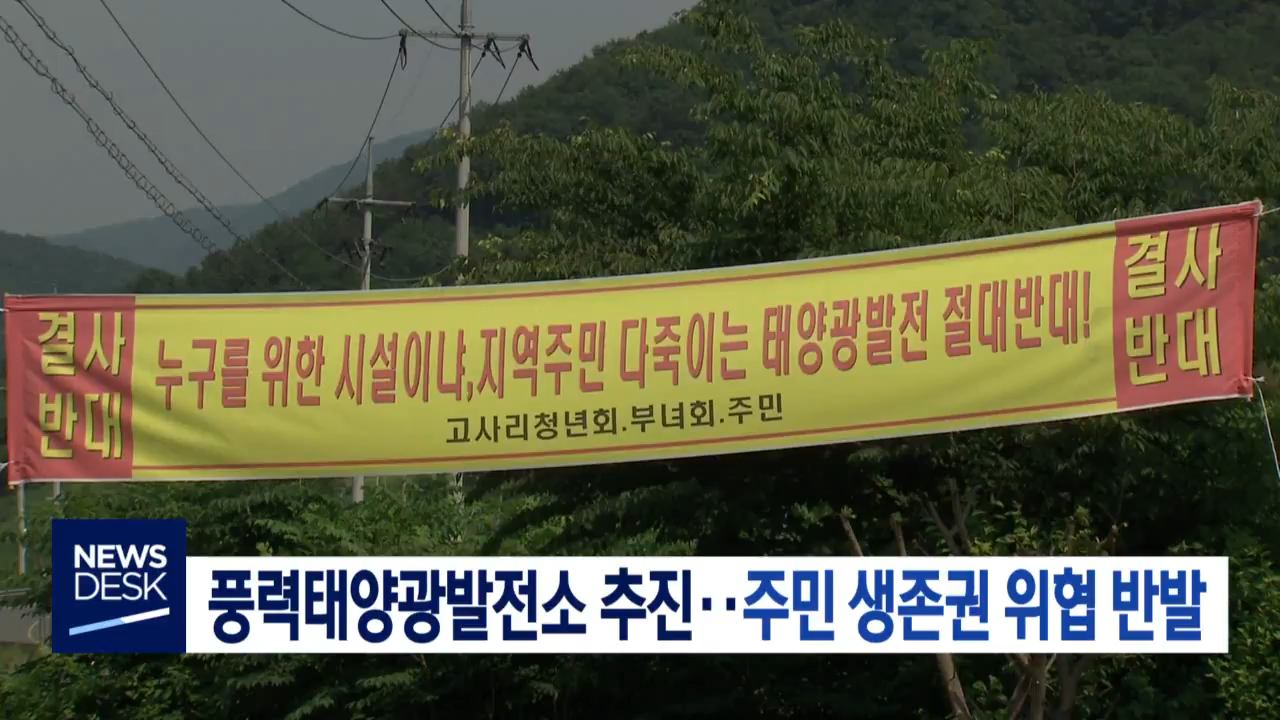 결사
반대
누구를 위한 시설이냐,지역주민 다죽이는 태양광발전 절대반대!
고사리청년회.부녀회.주민
결사
반대
NEWS
DESK
풍력태양광발전소 추진··주민 생존권 위협 반발